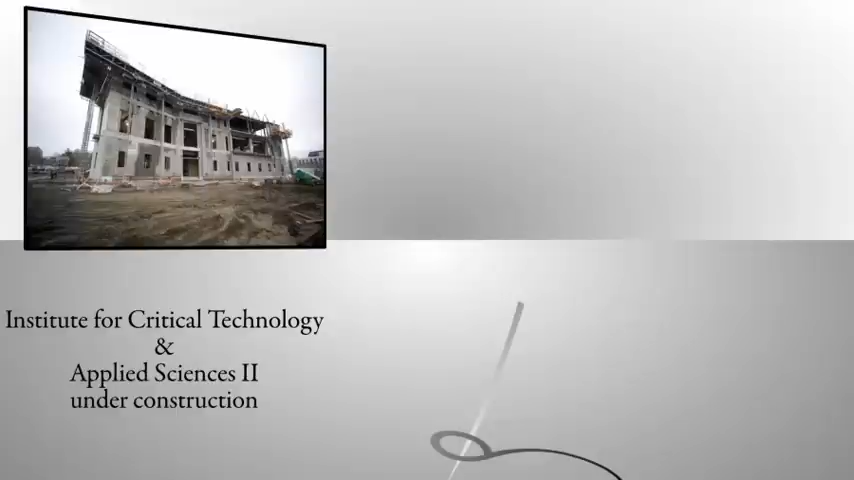 Institute for Critical Technology
&
Applied Sciences II
under construction